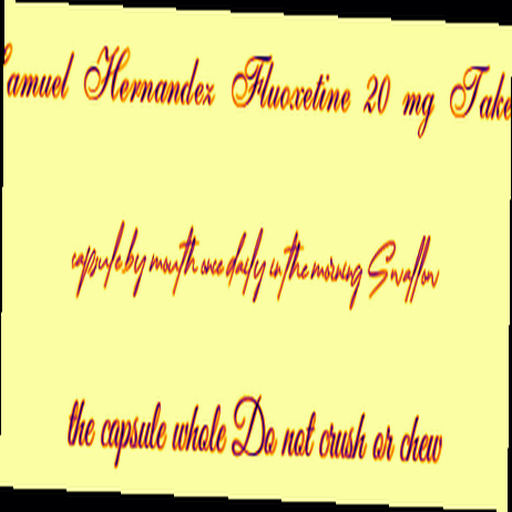 Samuel Hernandez Fluoxetine 20 mg Take
capsule by mouth once daily in the morning Swallow
the capsule whole Do not crush or chew